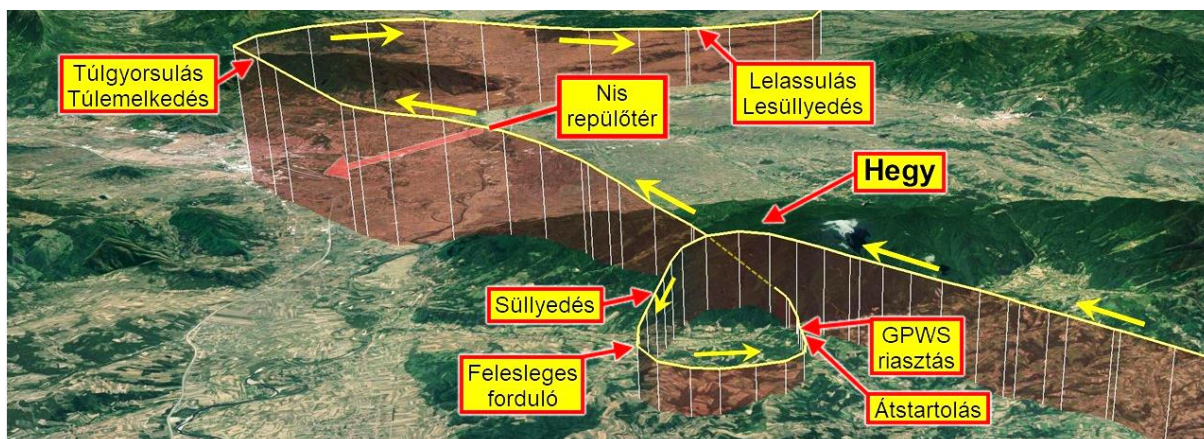 Túlgyorsulás
Túlemelkedés
Nis
repülőtér
Lelassulás
Lesüllyedés
Hegy
Süllyedés
GPWS
riasztás
Felesleges
forduló
Átstartolás